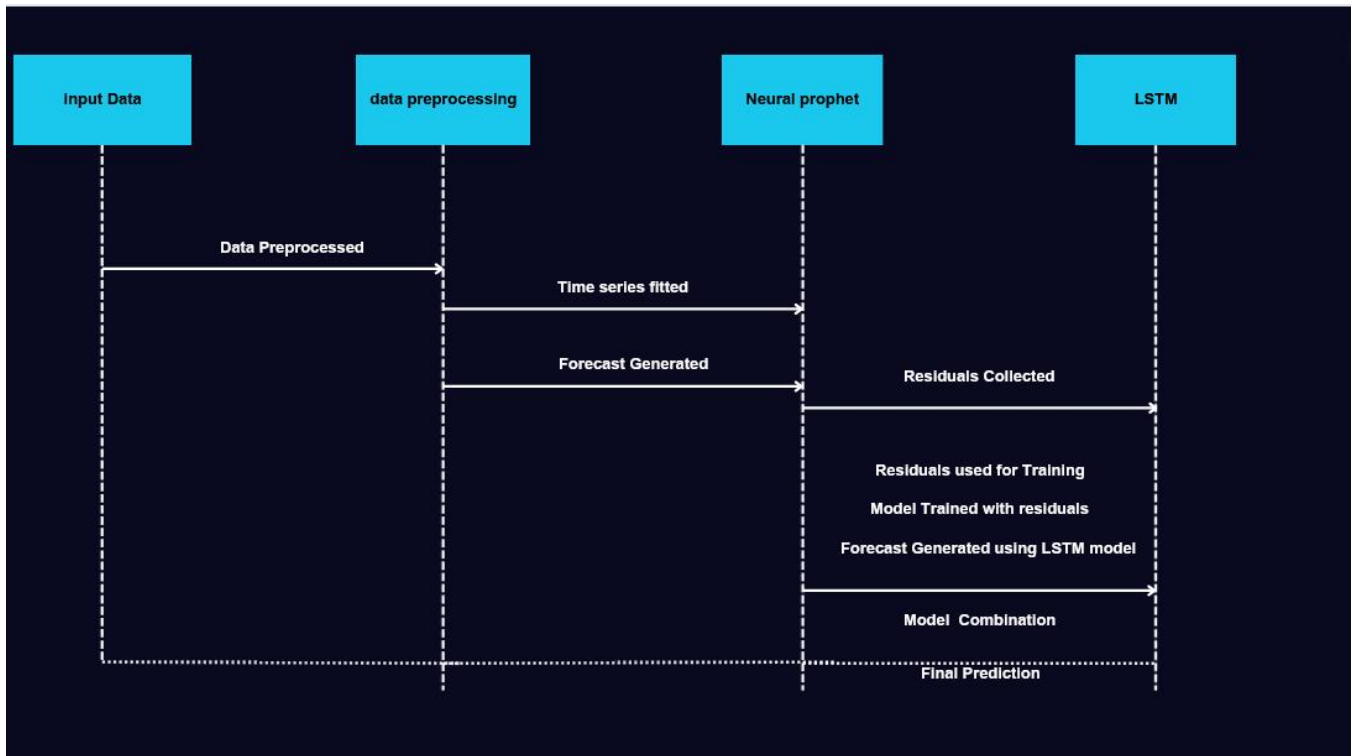 input Data
data preprocessing
Neural prophet
LSTM
Data Preprocessed
Time series fitted
Forecast Generated
Residuals Collected
Residuals used for Training
Model Trained with residuals
Forecast Generated using LSTM model
Model Combination
Final Prediction